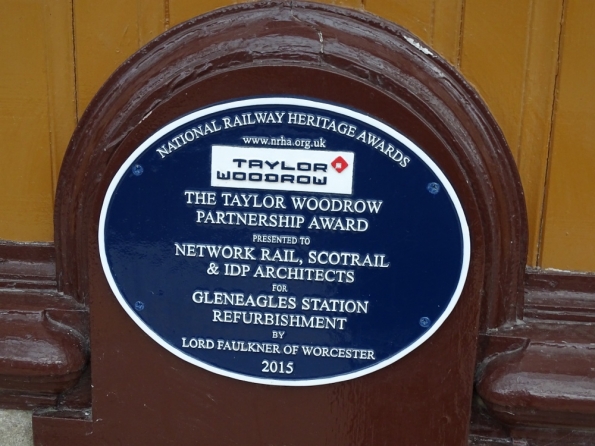 NATIONAL RAILWAY HERITAGE AWARDS
www.nrha.org.uk
TAYLOR
WOODROW
THE TAYLOR WOODROW
PARTNERSHIP AWARD
PRESENTED TO
NETWORK RAIL, SCOTRAIL
& IDP ARCHITECTS
FOR
GLENEAGLES STATION
REFURBISHMENT
BY
LORD FAULKNER OF WORCESTER
2015